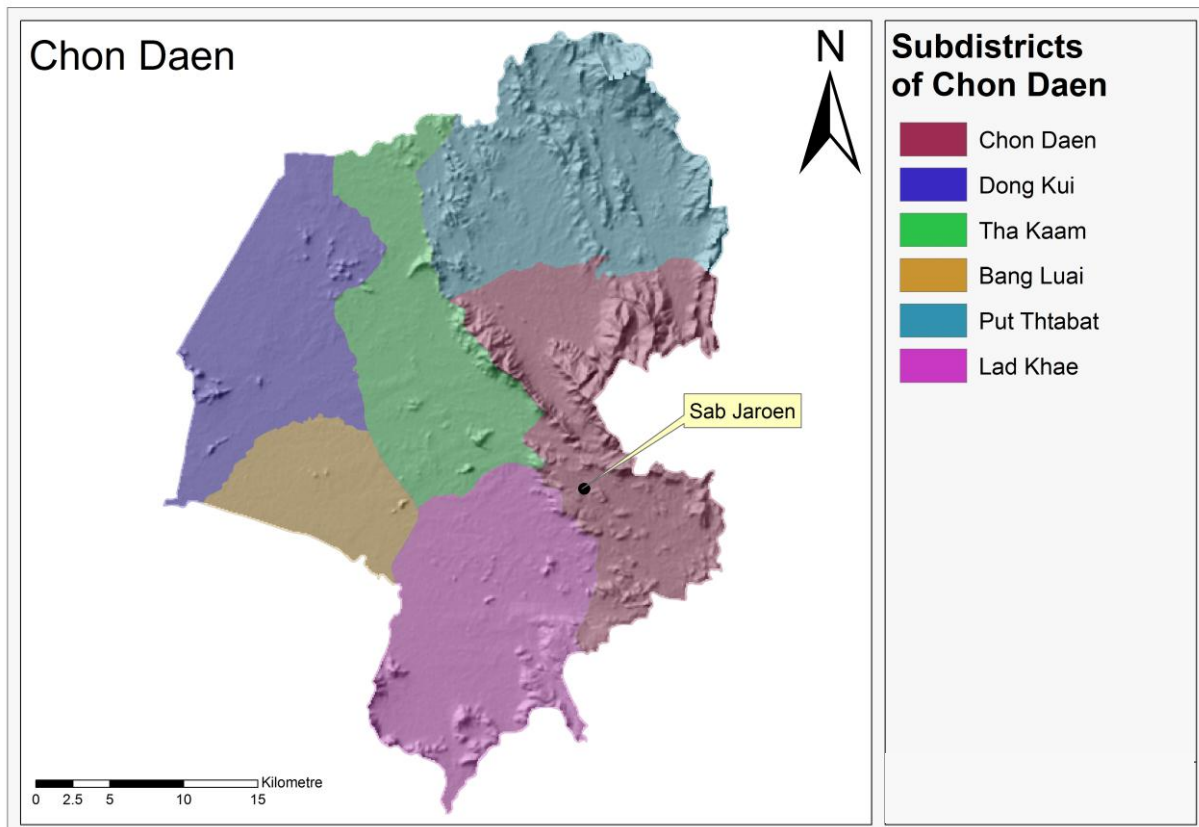 Chon Daen
N
Sab Jaroen
Kilometre
0 2.5 5 10 15
Subdistricts
of Chon Daen
Chon Daen
Dong Kui
Tha Kaam
Bang Luai
Put Thtabat
Lad Khae